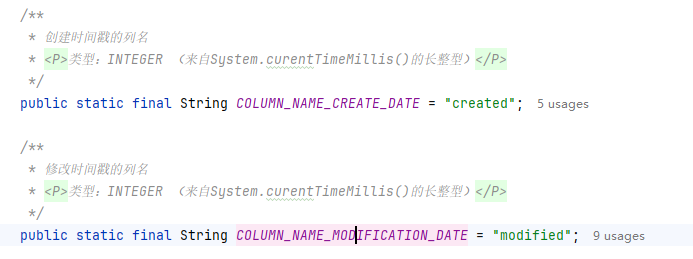 /**
* 创建时间戳的列名
* <P>类型：INTEGER （来自System.curentTimeMillis()的长整型）</P>
*/
public static final String COLUMN_NAME_CREATE_DATE = "created"; 5 usages
/**
* 修改时间戳的列名
* <P>类型：INTEGER （来自System.curentTimeMillis()的长整型）</P>
*/
public static final String COLUMN_NAME_MODIFICATION_DATE = "modified"; 9 usages